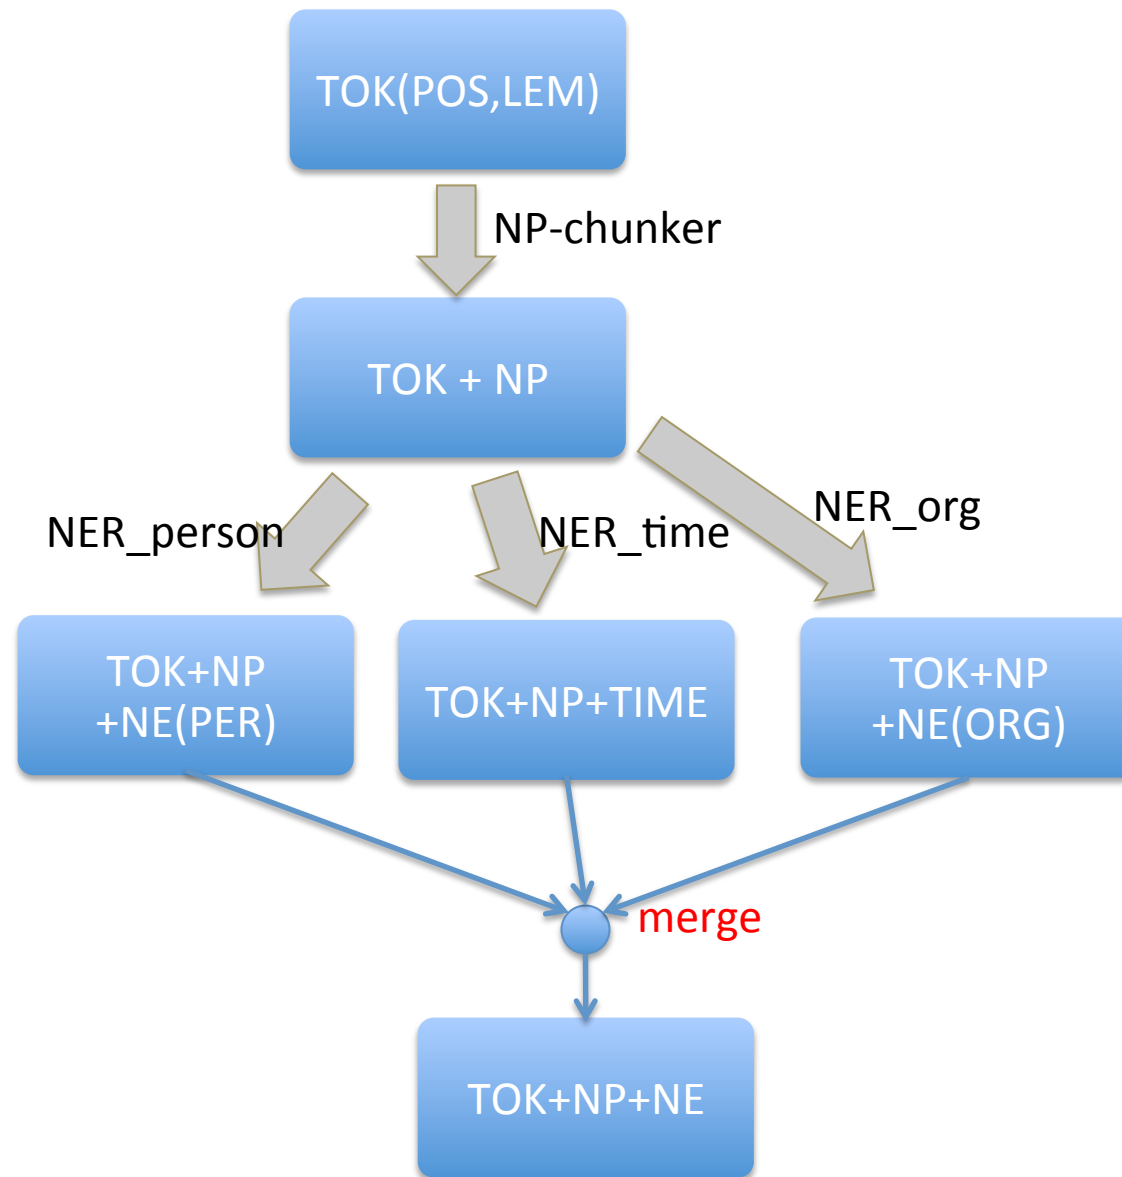 TOK(POS,LEM)
NP-chunker
TOK + NP
NER_person
NER_time
NER_org
TOK+NP
+NE(PER)
TOK+NP+TIME
TOK+NP
+NE(ORG)
merge
TOK+NP+NE